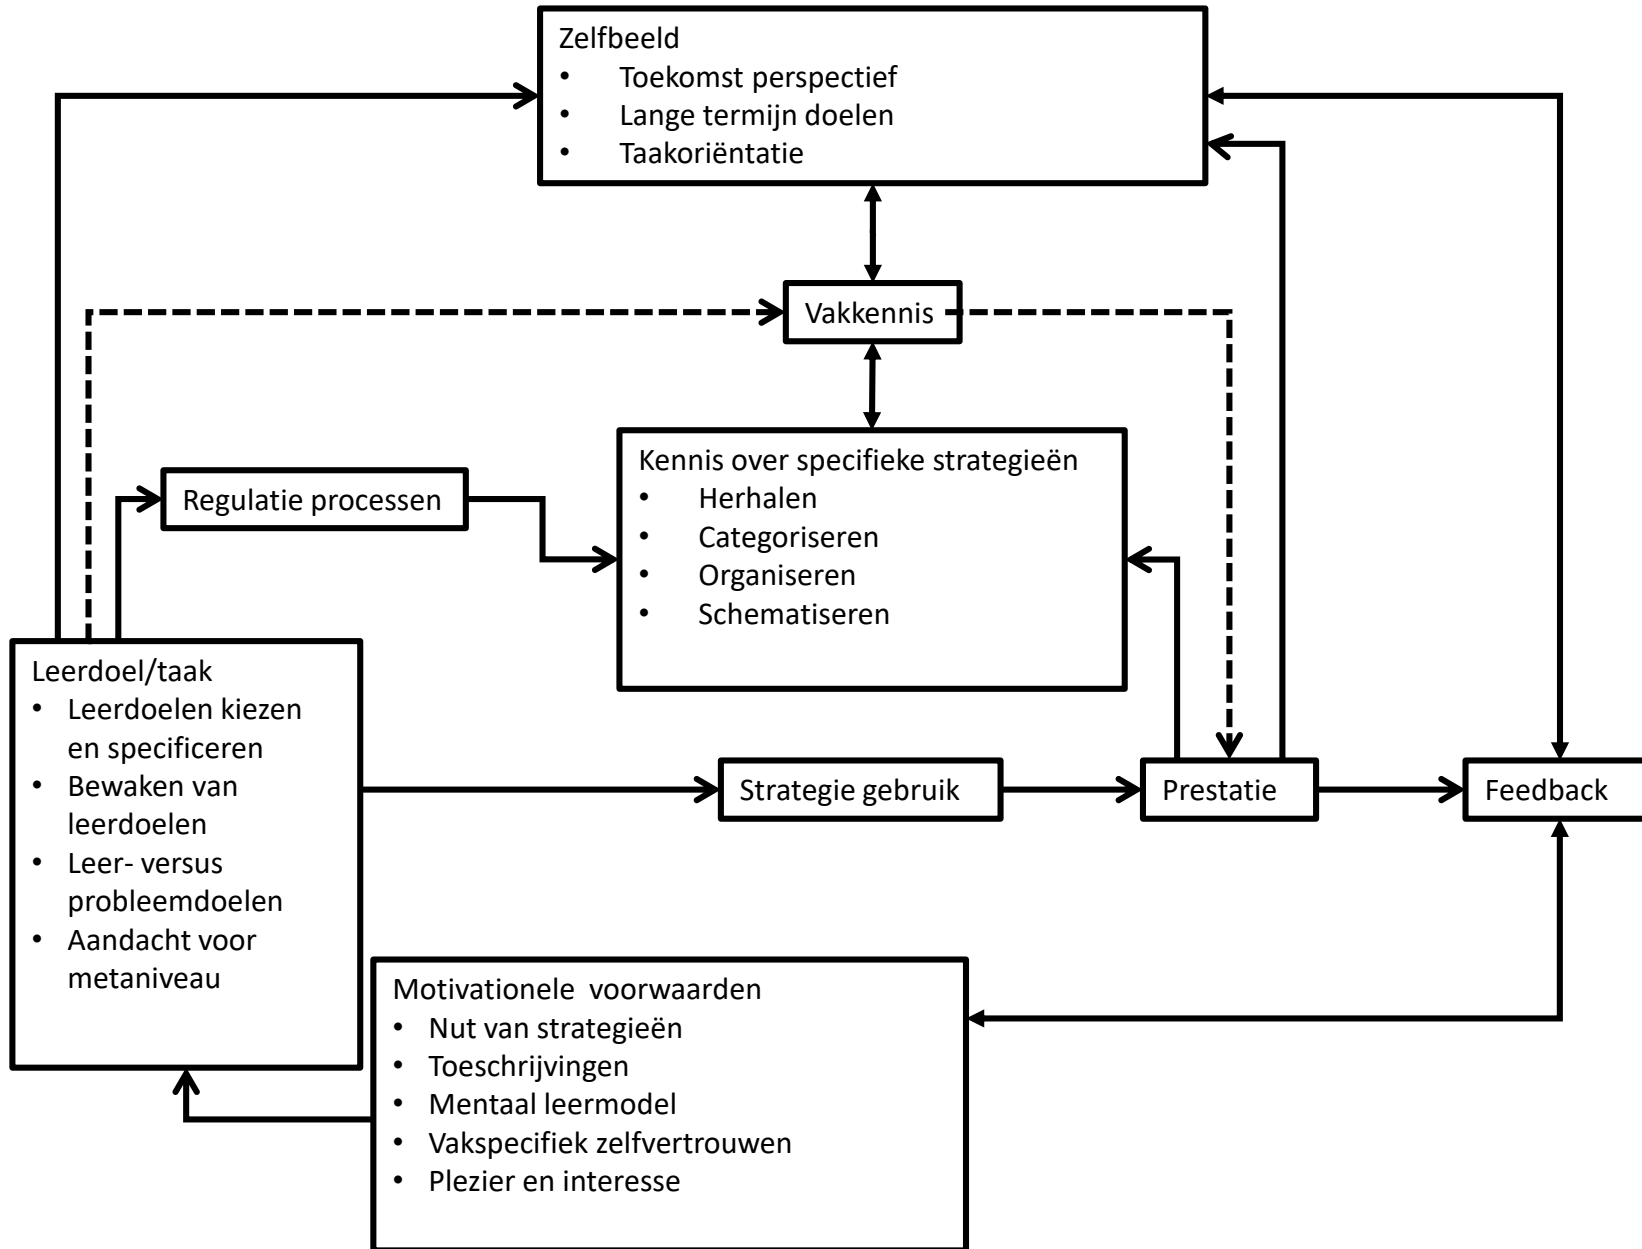 Zelfbeeld
• Toekomst perspectief
• Lange termijn doelen
• Taakoriëntatie
Vakkennis
Kennis over specifieke strategieën
• Herhalen
• Categoriseren
• Organiseren
• Schematiseren
Regulatie processen
Leerdoel/taak
• Leerdoelen kiezen
en specificeren
• Bewaken van
leerdoelen
• Leer- versus
probleemdoelen
• Aandacht voor
metaniveau
Strategie gebruik
Prestatie
Feedback
Motivationele voorwaarden
• Nut van strategieën
• Toeschrijvingen
• Mentaal leermodel
• Vakspecifiek zelfvertrouwen
• Plezier en interesse